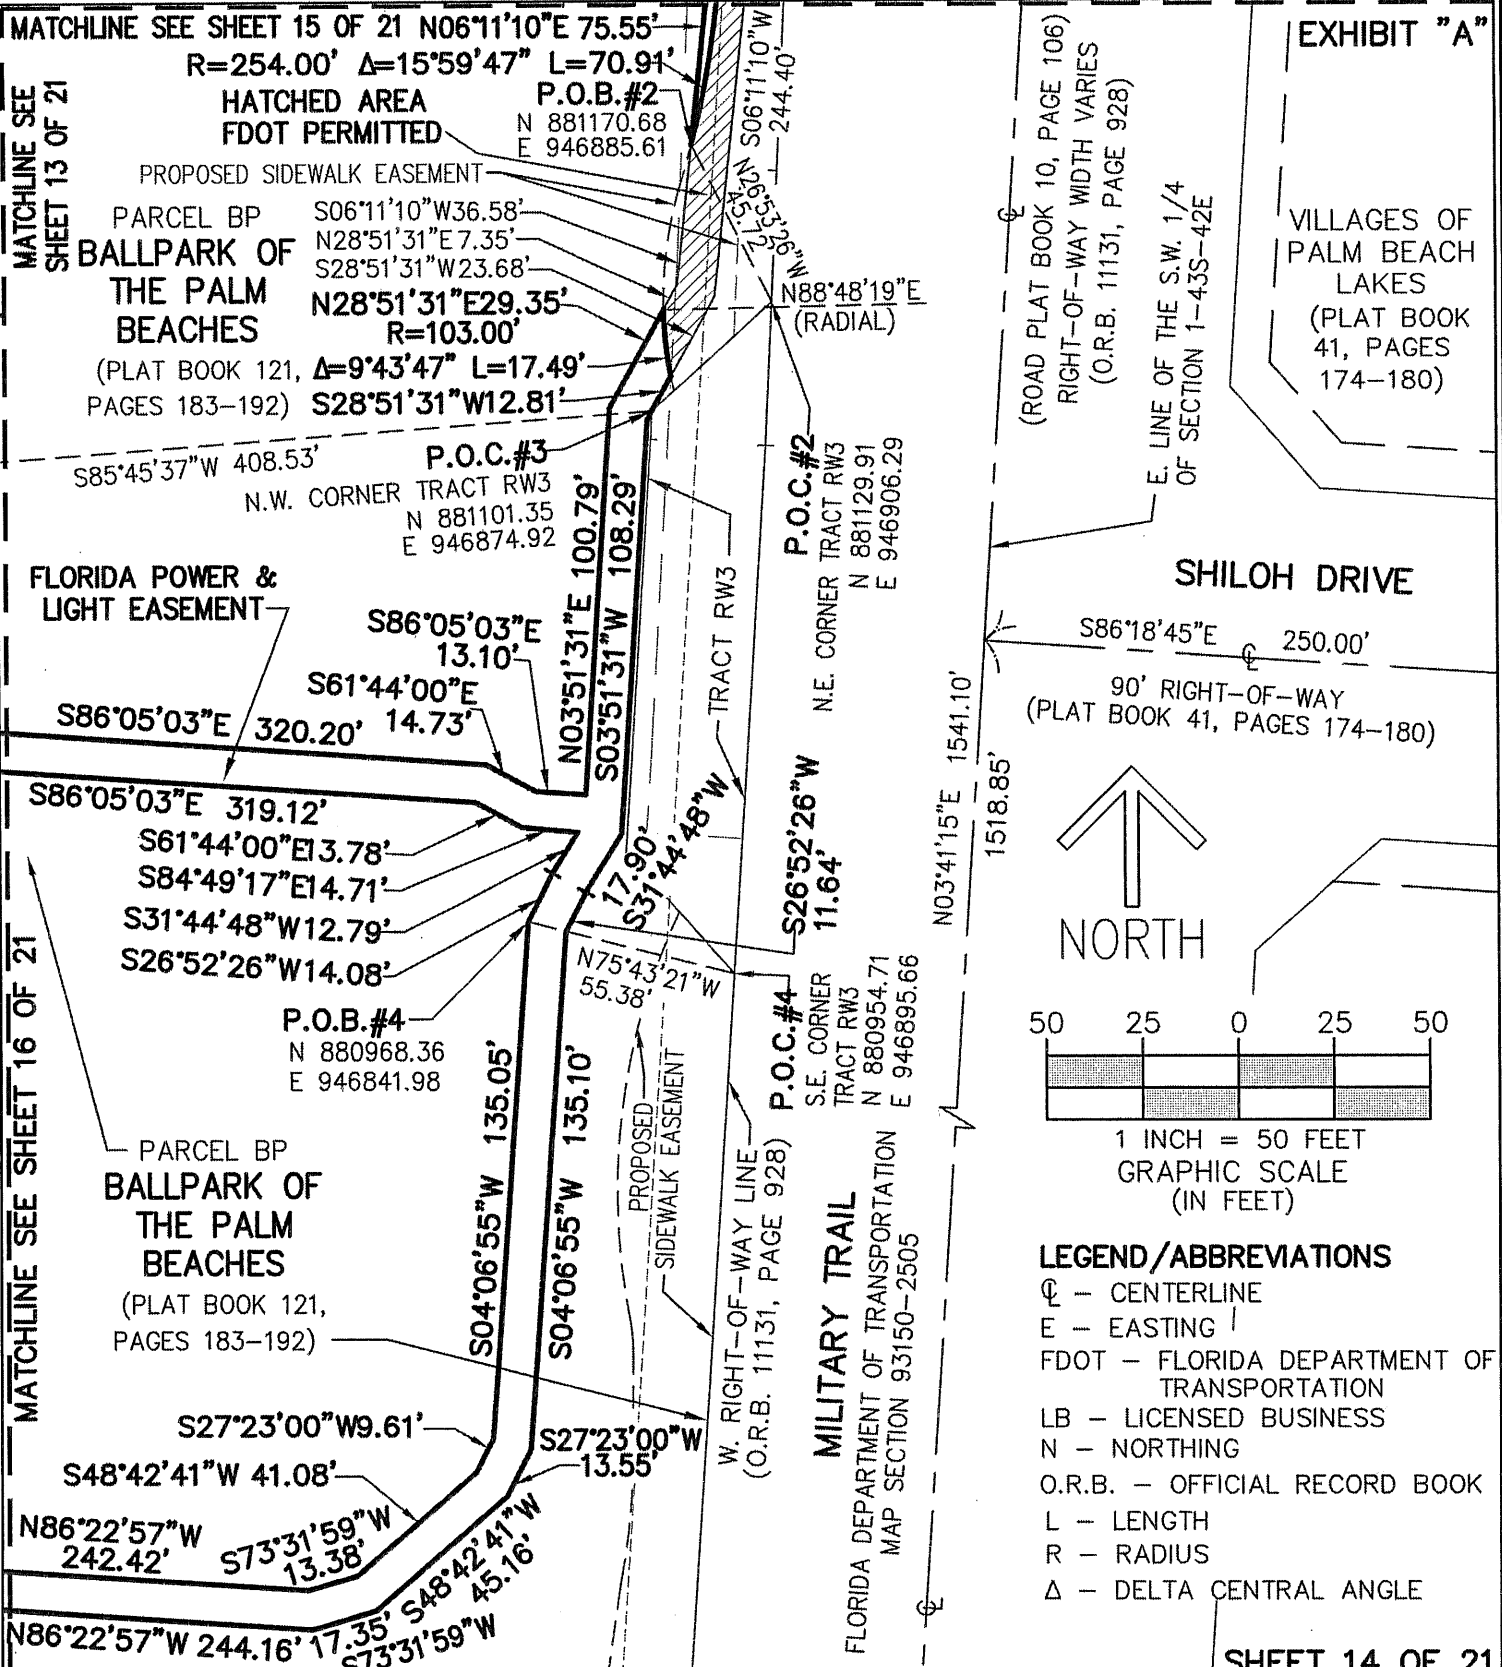 MATCHLINE SEE SHEET 15 OF 21 N06°11'10"E 75.55'
R=254.00' Δ=15°59'47" L=70.91'
HATCHED AREA
FDOT PERMITTED
P.O.B.#2
N 881170.68
E 946885.61
MATCHLINE SEE
SHEET 13 OF 21
PROPOSED SIDEWALK EASEMENT
PARCEL BP
BALLPARK OF
THE PALM
BEACHES
(PLAT BOOK 121,
PAGES 183-192)
S06°11'10"W36.58'
N28°51'31"E7.35'
S28°51'31"W23.68'
N28°51'31"E29.35'
R=103.00'
Δ=9°43'47" L=17.49'
S28°51'31"W12.81'
S06°11'10"W
244.40'
N26°53'26"W
45.72'
N88°48'19"E
(RADIAL)
S85°45'37"W 408.53'
P.O.C.#3
N.W. CORNER TRACT RW3
N 881101.35
E 946874.92
FLORIDA POWER &
LIGHT EASEMENT
S86°05'03"E
13.10'
S61°44'00"E
14.73'
S86°05'03"E 320.20'
S86°05'03"E 319.12'
S61°44'00"E13.78'
S84°49'17"E14.71'
S31°44'48"W12.79'
S26°52'26"W14.08'
N03°51'31"E 100.79'
S03°51'31"W 108.29'
TRACT RW3
P.O.C.#2
N.E. CORNER TRACT RW3
N 881129.91
E 946906.29
17.90'
S31°44'48"W
S26°52'26"W
11.64'
N75°43'21"W
55.38'
P.O.B.#4
N 880968.36
E 946841.98
P.O.C.#4
S.E. CORNER
TRACT RW3
N 880954.71
E 946895.66
MATCHLINE SEE SHEET 16 OF 21
PARCEL BP
BALLPARK OF
THE PALM
BEACHES
(PLAT BOOK 121,
PAGES 183-192)
S04°06'55"W 135.05'
S04°06'55"W 135.10'
PROPOSED
SIDEWALK EASEMENT
W. RIGHT-OF-WAY LINE
(O.R.B. 11131, PAGE 928)
MILITARY TRAIL
FLORIDA DEPARTMENT OF TRANSPORTATION
MAP SECTION 93150-2505
S27°23'00"W9.61'
S48°42'41"W 41.08'
S27°23'00"W
13.55'
N86°22'57"W
242.42'
S73°31'59"W
13.38'
S48°42'41"W
45.16'
N86°22'57"W 244.16'
17.35'
S73°31'59"W
EXHIBIT "A"
(ROAD PLAT BOOK 10, PAGE 106)
RIGHT-OF-WAY WIDTH VARIES
(O.R.B. 11131, PAGE 928)
E. LINE OF THE S.W. 1/4
OF SECTION 1-43S-42E
VILLAGES OF
PALM BEACH
LAKES
(PLAT BOOK
41, PAGES
174-180)
SHILOH DRIVE
S86°18'45"E 250.00'
90' RIGHT-OF-WAY
(PLAT BOOK 41, PAGES 174-180)
N03°41'15"E 1541.10'
1518.85'
NORTH
50 25 0 25 50
1 INCH = 50 FEET
GRAPHIC SCALE
(IN FEET)
LEGEND/ABBREVIATIONS
℄ - CENTERLINE
E - EASTING
FDOT - FLORIDA DEPARTMENT OF
TRANSPORTATION
LB - LICENSED BUSINESS
N - NORTHING
O.R.B. - OFFICIAL RECORD BOOK
L - LENGTH
R - RADIUS
Δ - DELTA CENTRAL ANGLE
SHEET 14 OF 21